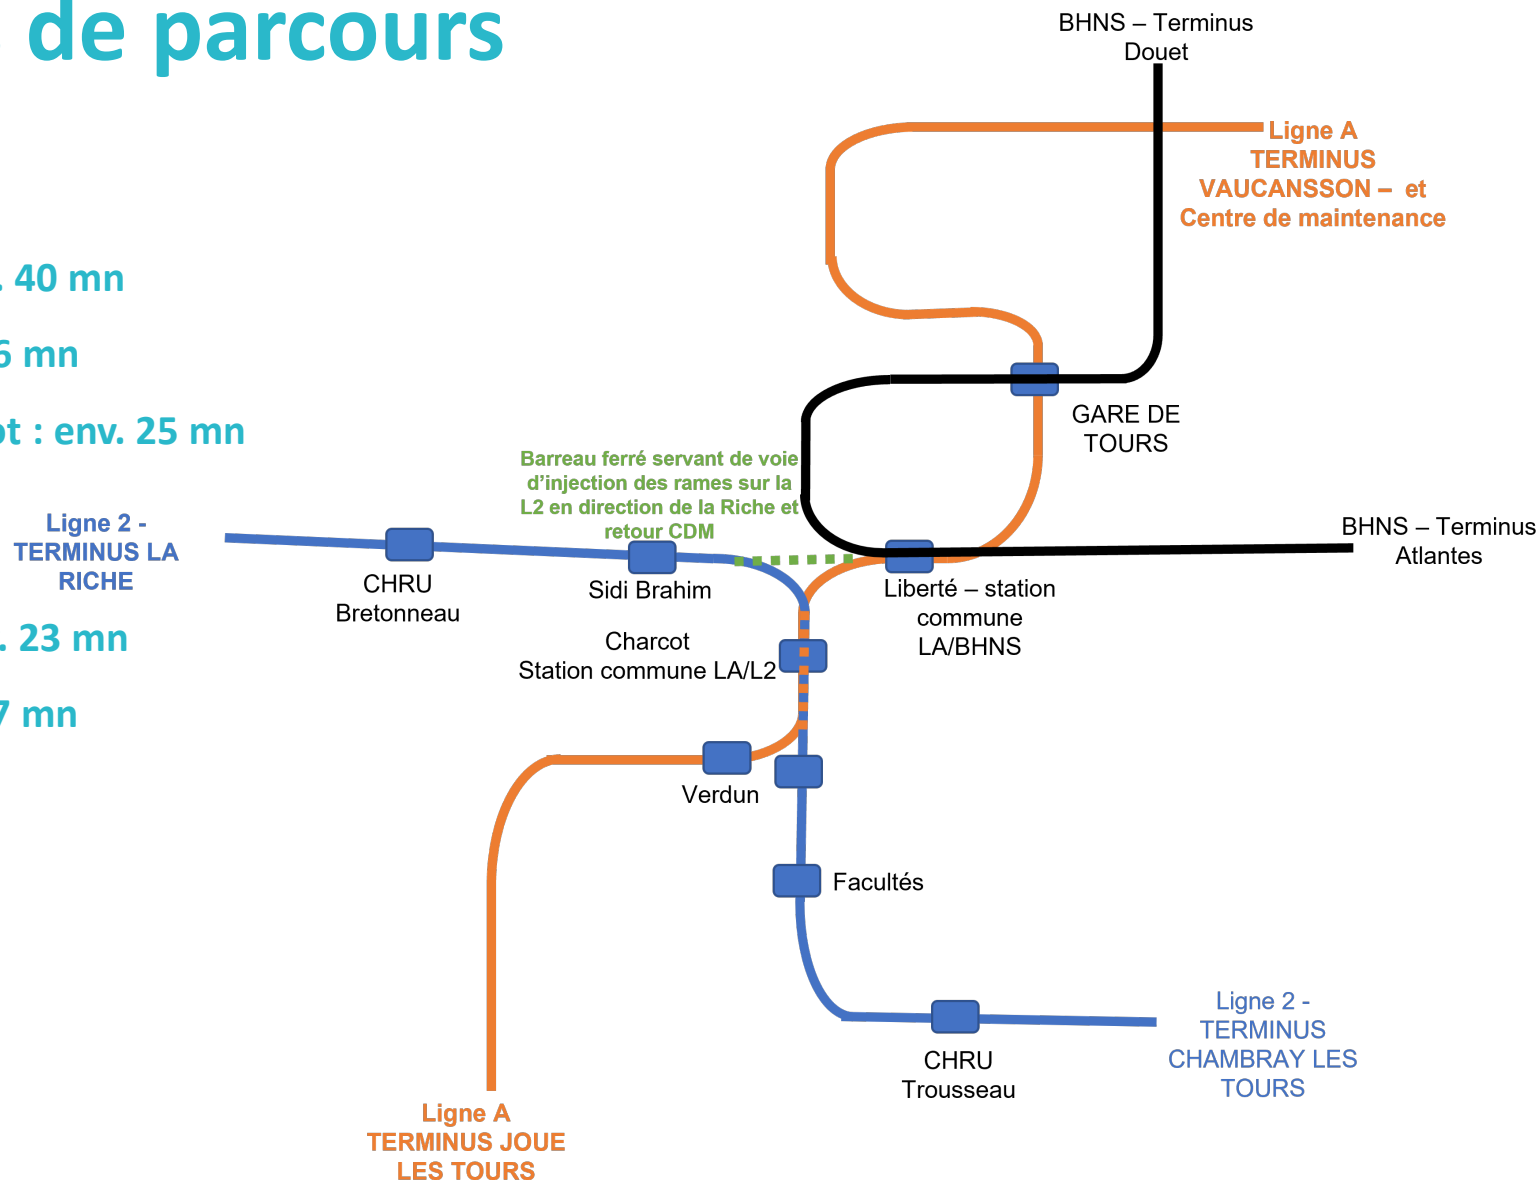 de parcours
BHNS – Terminus
Douet
Ligne A
TERMINUS
VAUCANSSON – et
Centre de maintenance
. 40 mn
6 mn
ot : env. 25 mn
GARE DE
TOURS
Barreau ferré servant de voie
d’injection des rames sur la
L2 en direction de la Riche et
retour CDM
Ligne 2 -
TERMINUS LA
RICHE
BHNS – Terminus
Atlantes
CHRU
Bretonneau
Sidi Brahim
Liberté – station
commune
LA/BHNS
Charcot
Station commune LA/L2
. 23 mn
7 mn
Verdun
Facultés
CHRU
Trousseau
Ligne 2 -
TERMINUS
CHAMBRAY LES
TOURS
Ligne A
TERMINUS JOUE
LES TOURS